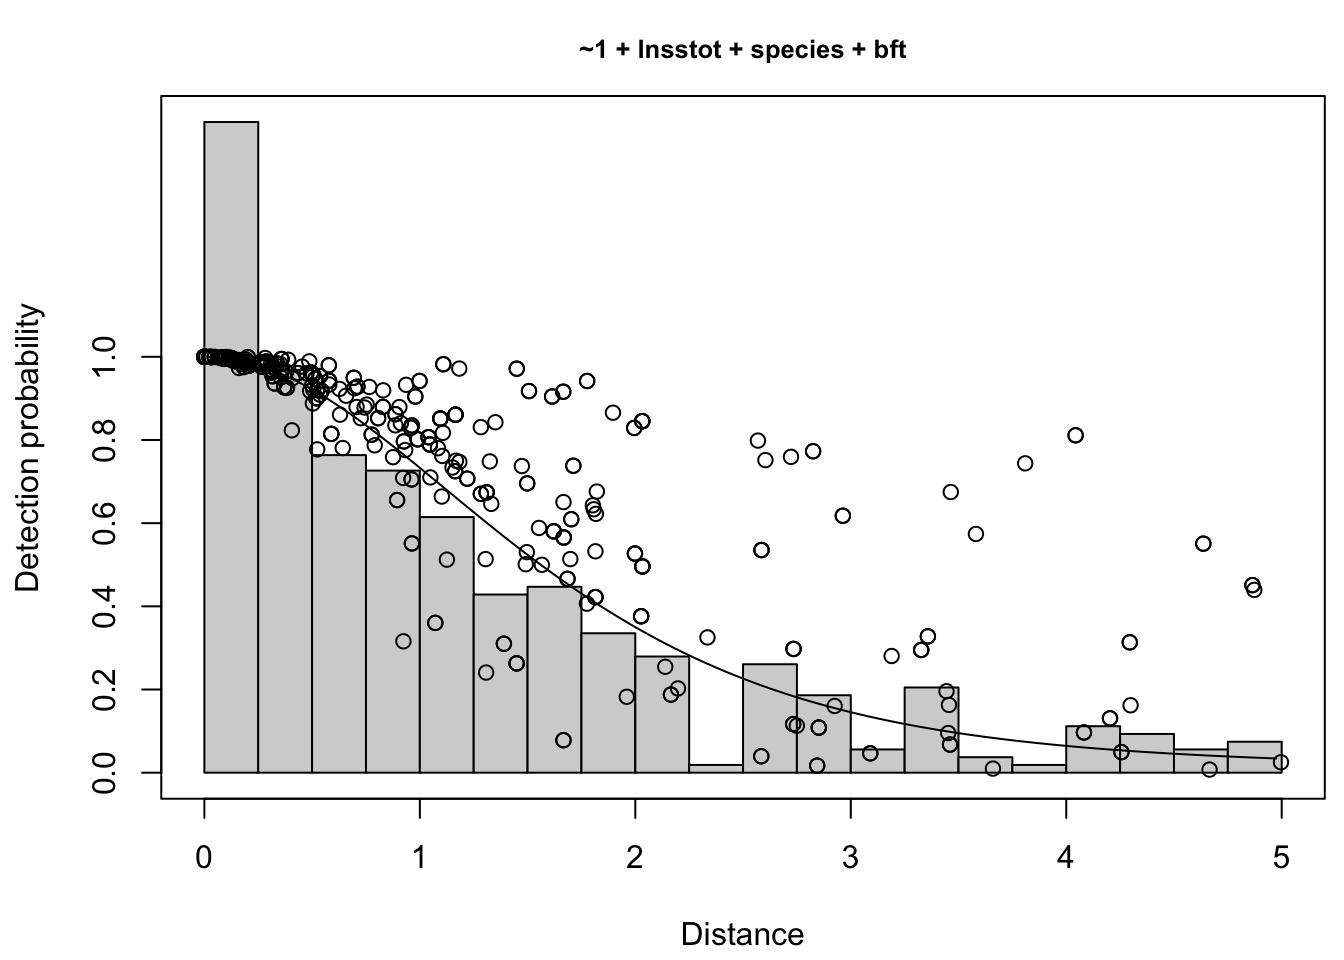 ~1 + lnsstot + species + bft
Detection probability
1.0
0.8
0.6
0.4
0.2
0.0
0 1 2 3 4 5
Distance